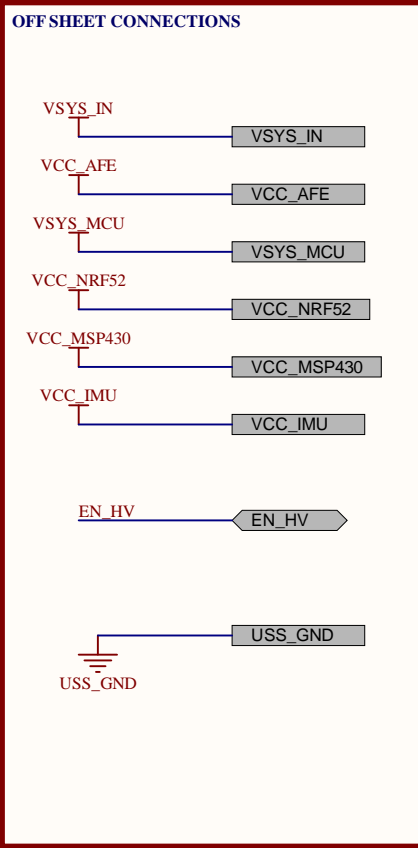 OFF SHEET CONNECTIONS
VSYS_IN
VSYS_IN
VCC_AFE
VCC_AFE
VSYS_MCU
VSYS_MCU
VCC_NRF52
VCC_NRF52
VCC_MSP430
VCC_MSP430
VCC_IMU
VCC_IMU
EN_HV
EN_HV
USS_GND
USS_GND